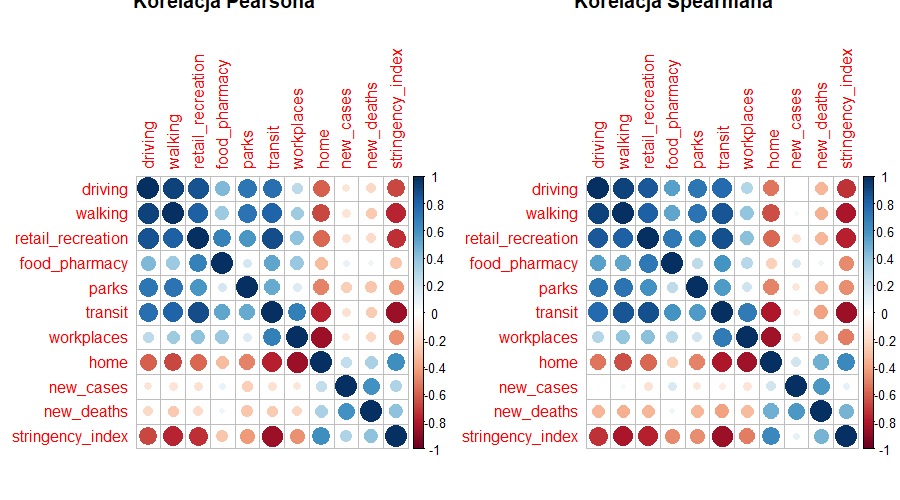 Korelacja Pearsona
driving
walking
retail_recreation
food_pharmacy
parks
transit
workplaces
home
new_cases
new_deaths
stringency_index
driving
walking
retail_recreation
food_pharmacy
parks
transit
workplaces
home
new_cases
new_deaths
stringency_index
1
0.8
0.6
0.4
0.2
0
-0.2
-0.4
-0.6
-0.8
-1
Korelacja Spearmana
driving
walking
retail_recreation
food_pharmacy
parks
transit
workplaces
home
new_cases
new_deaths
stringency_index
driving
walking
retail_recreation
food_pharmacy
parks
transit
workplaces
home
new_cases
new_deaths
stringency_index
1
0.8
0.6
0.4
0.2
0
-0.2
-0.4
-0.6
-0.8
-1